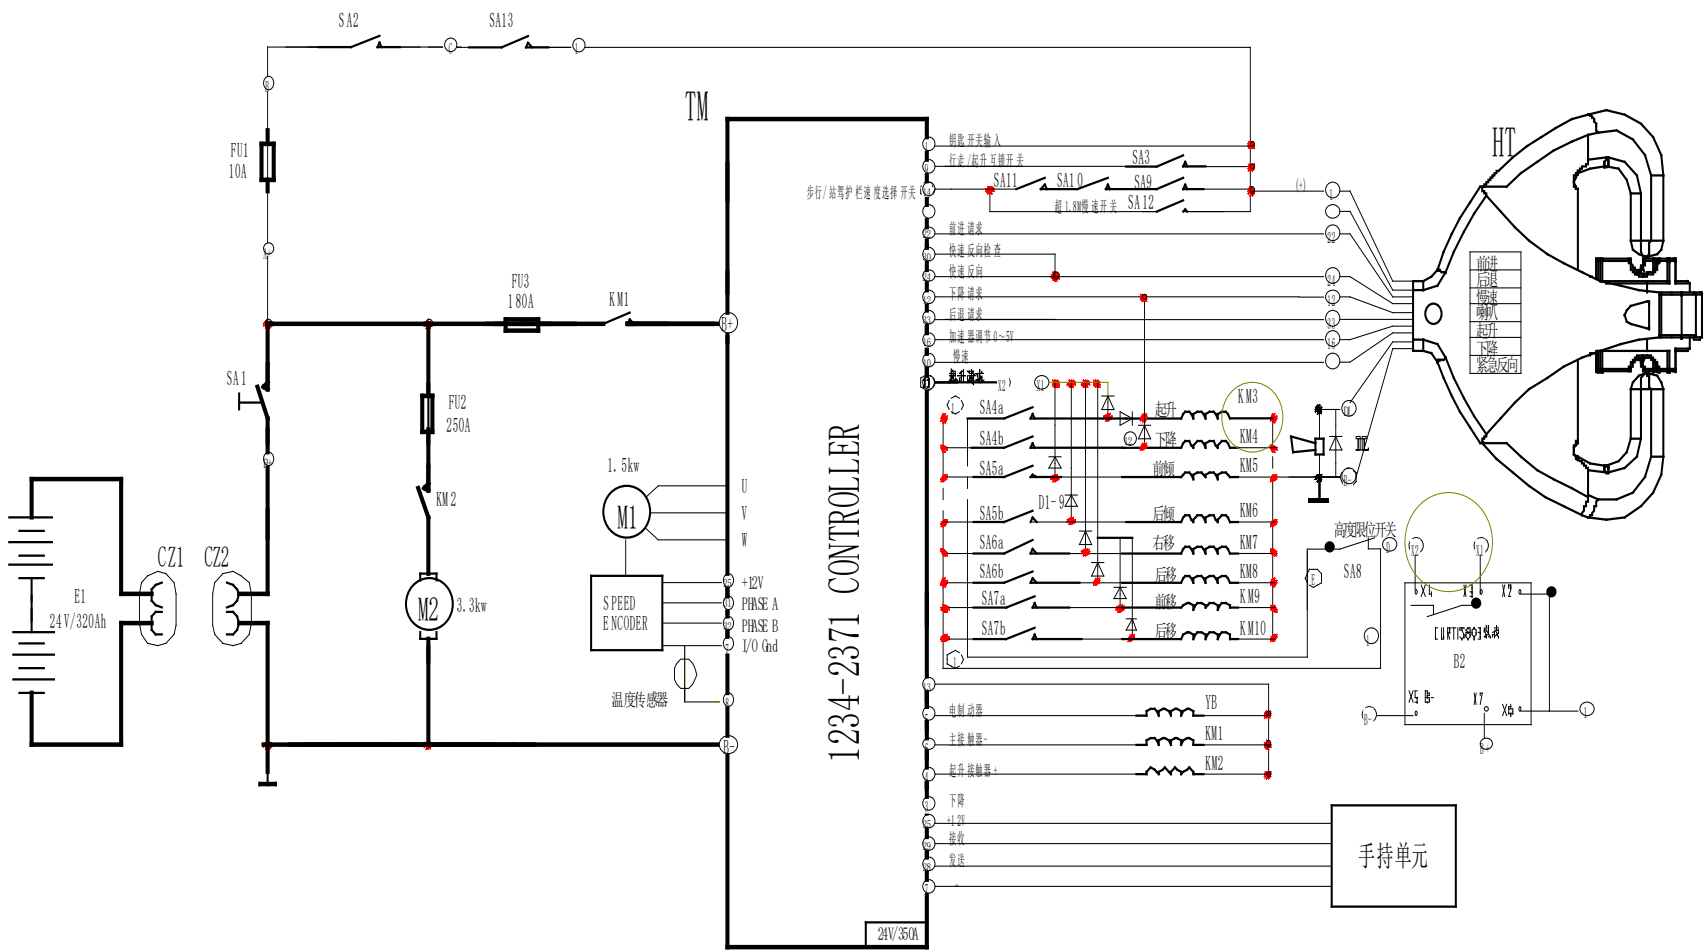 SA2
SA13
TM
HT
FU1
10A
钥匙开关输入
行走/起升互锁开关
SA3
步行/站驾护栏速度选择开关
SA11
SA10
SA9
(+)
超1.8M慢速开关
SA12
前进请求
快速反向检查
快速反向
下降请求
后退请求
加速器调节0~5V
慢速
X2)
X1
前进
后退
慢速
喇叭
起升
下降
紧急反向
FU3
180A
KM1
B+
SA1
FU2
250A
KM2
SA4a
起升
KM3
SA4b
下降
KM4
SA5a
前倾
KM5
D1-9
SA5b
后倾
KM6
SA6a
右移
KM7
SA6b
后移
KM8
SA7a
前移
KM9
SA7b
后移
KM10
高度限位开关
SA8
E
X2
X1
X2
B2
X5 B-
X7
X6
B-
1.5kw
M1
U
V
W
CZ1
CZ2
E1
24V/320Ah
M2
3.3kw
SPEED
ENCODER
+12V
PHASE A
PHASE B
I/O Gnd
温度传感器
B-
1234-2371 CONTROLLER
电制动器
YB
主接触器-
KM1
起升接触器+
KM2
下降
+12V
接收
发送
-
手持单元
24V/350A